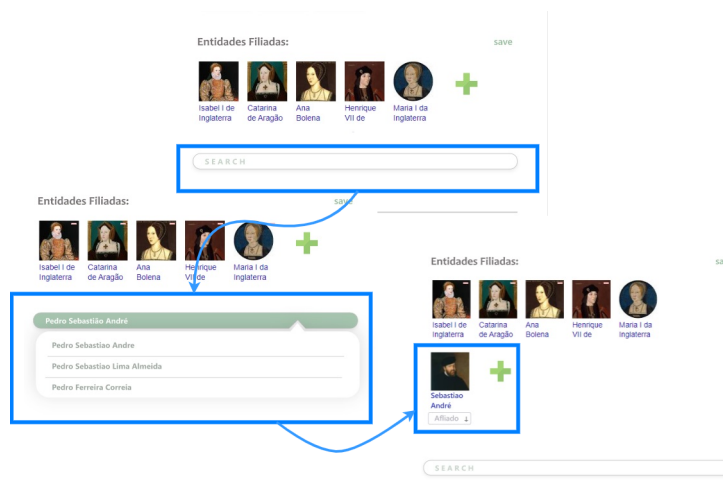 Entidades Filiadas:
save
Isabel I de
Inglaterra
Catarina
de Aragão
Ana
Bolena
Henrique
VII de
Maria I da
Inglaterra
SEARCH
Entidades Filiadas:
save
Isabel I de
Inglaterra
Catarina
de Aragão
Ana
Bolena
Henrique
VII de
Maria I da
Inglaterra
Pedro Sebastião André
Pedro Sebastiao Andre
Pedro Sebastiao Lima Almeida
Pedro Ferreira Correia
Entidades Filiadas:
sa
Isabel I de
Inglaterra
Catarina
de Aragão
Ana
Bolena
Henrique
VII de
Maria I da
Inglaterra
Sebastiao
André
Afliado ↓
SEARCH